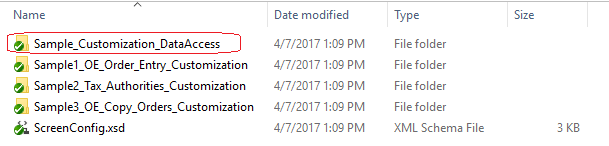 Name Date modified Type Size
Sample_Customization_DataAccess 4/7/2017 1:09 PM File folder
Sample1_OE_Order_Entry_Customization 4/7/2017 1:09 PM File folder
Sample2_Tax_Authorities_Customization 4/7/2017 1:09 PM File folder
Sample3_OE_Copy_Orders_Customization 4/7/2017 1:09 PM File folder
ScreenConfig.xsd 4/7/2017 1:09 PM XML Schema File 3 KB